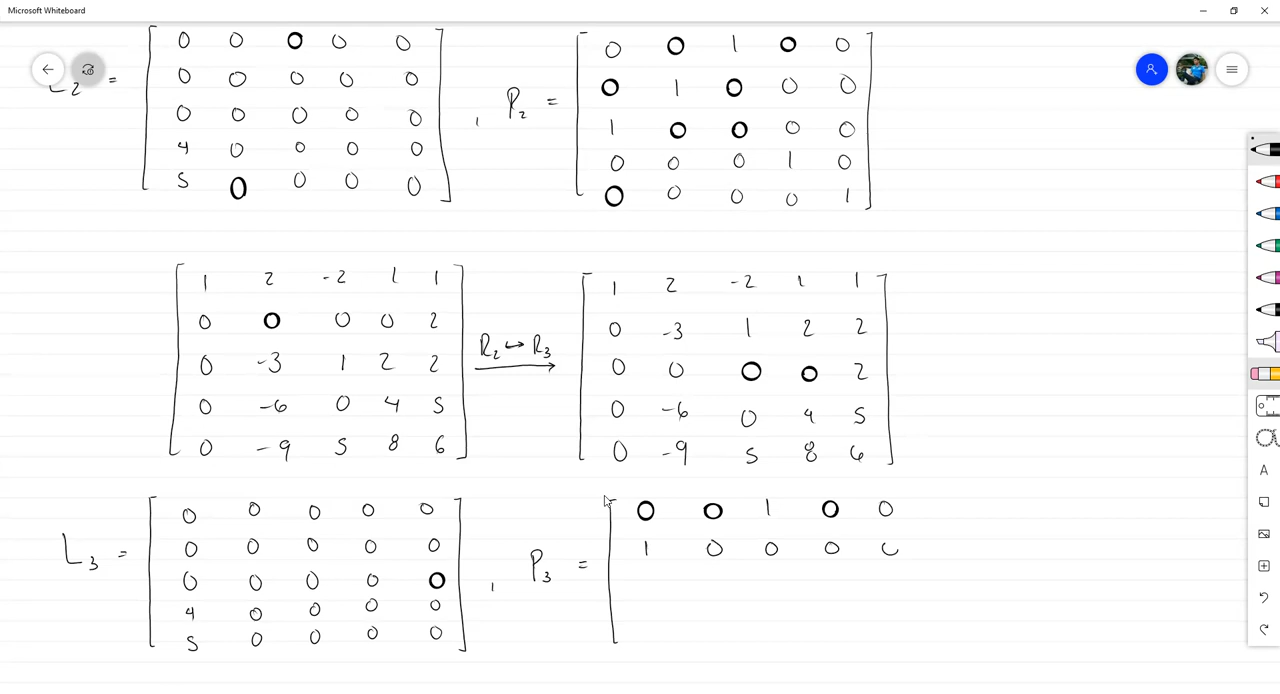 Microsoft Whiteboard
L2 = [ 0 0 0 0 0 , P2 = [ 0 0 1 0 0
0 0 0 0 0 0 1 0 0 0
0 0 0 0 0 1 0 0 0 0
4 0 0 0 0 0 0 0 1 0
5 0 0 0 0 ] 0 0 0 0 1 ]
[ 1 2 -2 1 1 [ 1 2 -2 1 1
0 0 0 0 2 0 -3 1 2 2
0 -3 1 2 2 R2 ↔ R3 0 0 0 0 2
0 -6 0 4 5 0 -6 0 4 5
0 -9 5 8 6 ] 0 -9 5 8 6 ]
L3 = [ 0 0 0 0 0 , P3 = [ 0 0 1 0 0
0 0 0 0 0 1 0 0 0 0
0 0 0 0 0
4 0 0 0 0
5 0 0 0 0 ]
A